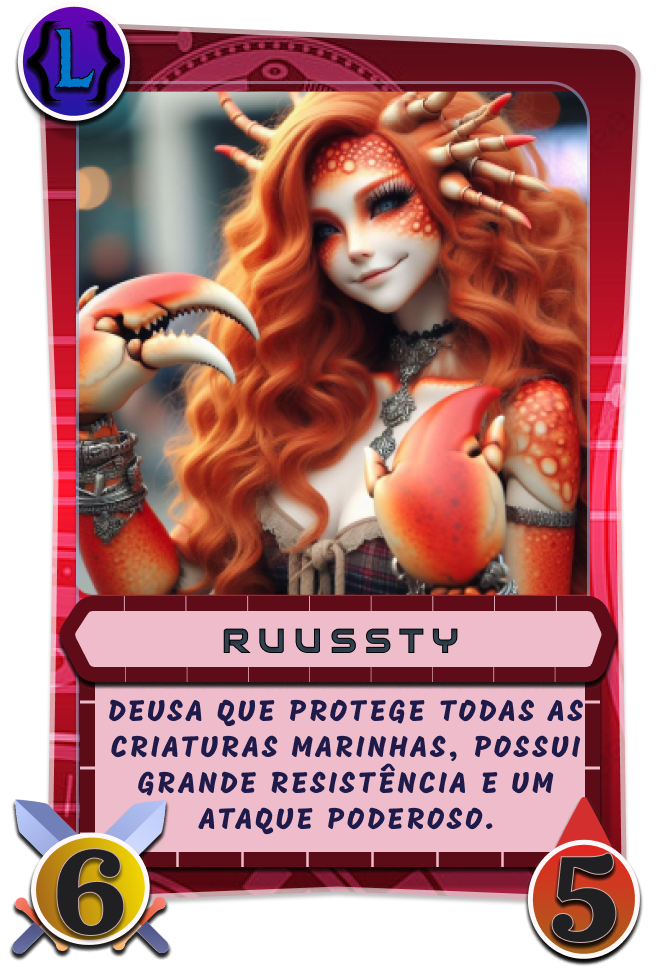 {L}
RUUSSTY
DEUSA QUE PROTEGE TODAS AS
CRIATURAS MARINHAS, POSSUI
GRANDE RESISTÊNCIA E UM
ATAQUE PODEROSO.
6
5